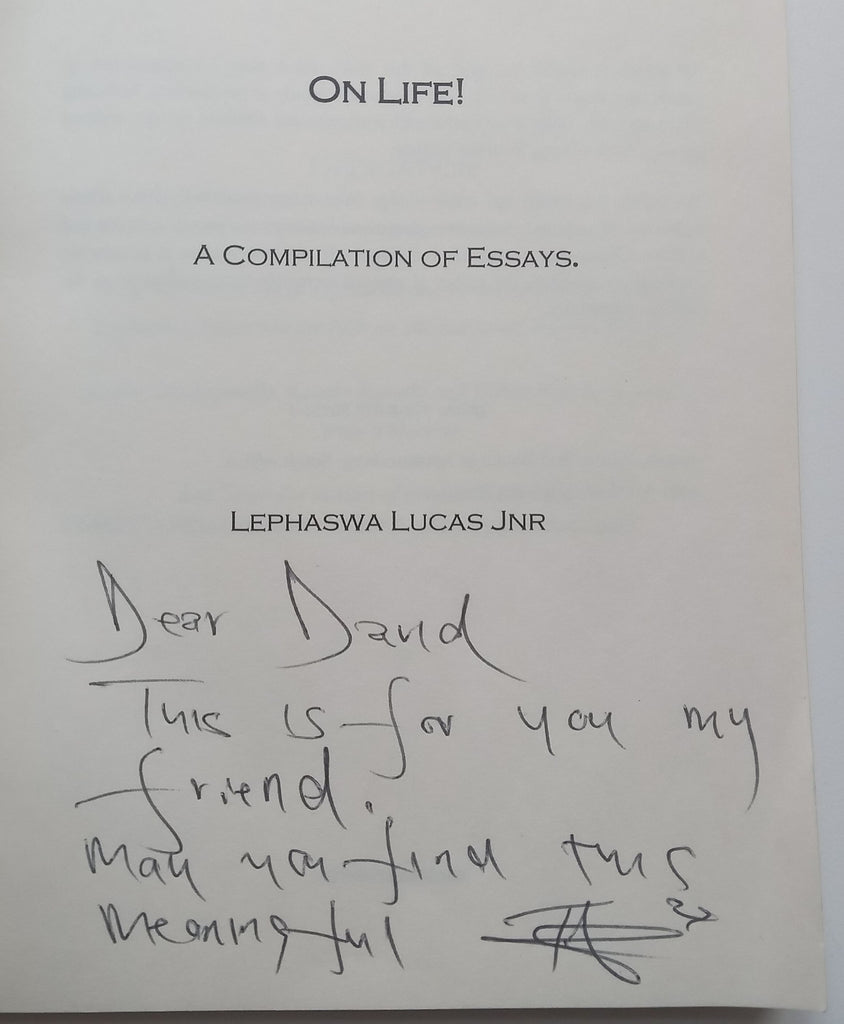 ON LIFE!
A COMPILATION OF ESSAYS.
LEPHASWA LUCAS JNR
Dear David
This is for you my
friend.
May you find this
meaningful